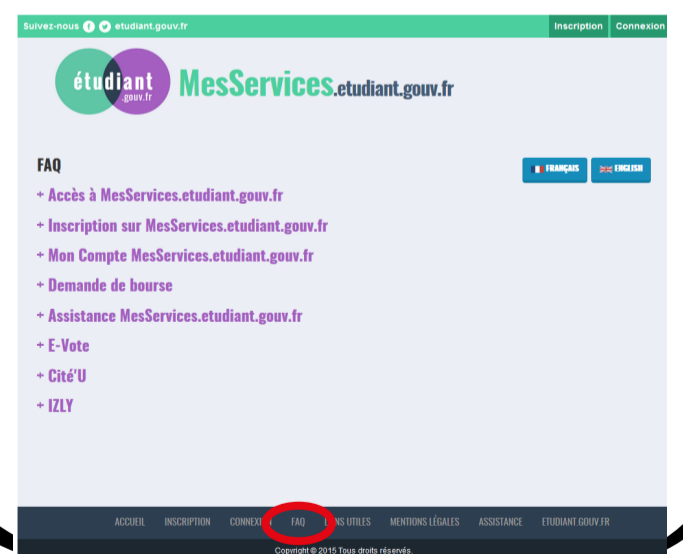 Suivez-nous etudiant.gouv.fr Inscription Connexion
étudiant
.gouv.fr
MesServices.etudiant.gouv.fr
FAQ
FRANÇAIS ENGLISH
+ Accès à MesServices.etudiant.gouv.fr
+ Inscription sur MesServices.etudiant.gouv.fr
+ Mon Compte MesServices.etudiant.gouv.fr
+ Demande de bourse
+ Assistance MesServices.etudiant.gouv.fr
+ E-Vote
+ Cité'U
+ IZLY
ACCUEIL INSCRIPTION CONNEXION FAQ UTILES MENTIONS LÉGALES ASSISTANCE ETUDIANT.GOUV.FR
Copyright © 2015 Tous droits réservés.